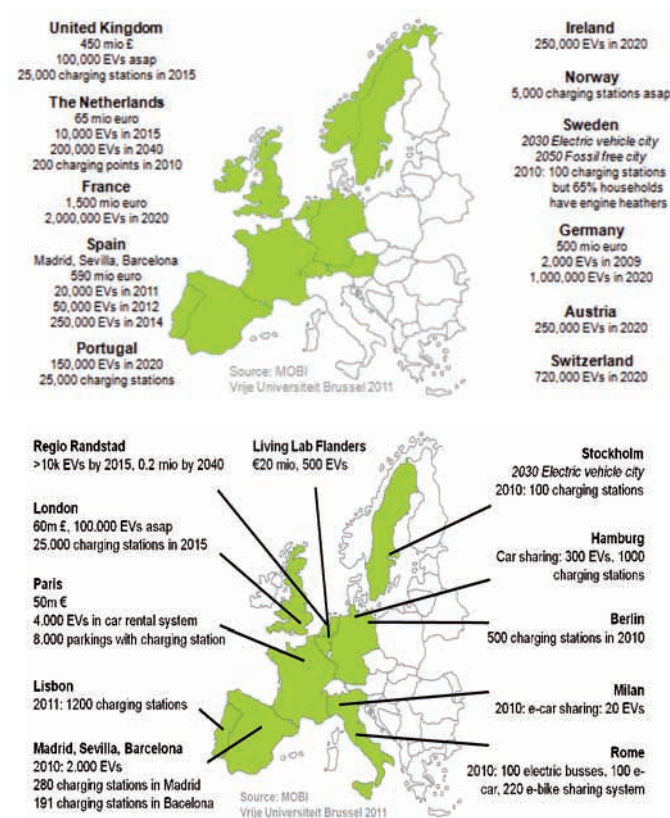 United Kingdom
450 mio £
100,000 EVs asap
25,000 charging stations in 2015
The Netherlands
65 mio euro
10,000 EVs in 2015
200,000 EVs in 2040
200 charging points in 2010
France
1,500 mio euro
2,000,000 EVs in 2020
Spain
Madrid, Sevilla, Barcelona
590 mio euro
20,000 EVs in 2011
50,000 EVs in 2012
250,000 EVs in 2014
Portugal
150,000 EVs in 2020
25,000 charging stations
Ireland
250,000 EVs in 2020
Norway
5,000 charging stations asap
Sweden
2030 Electric vehicle city
2050 Fossil free city
2010: 100 charging stations
but 65% households
have engine heathers
Germany
500 mio euro
2,000 EVs in 2009
1,000,000 EVs in 2020
Austria
250,000 EVs in 2020
Switzerland
720,000 EVs in 2020
Source: MOBI
Vrije Universiteit Brussel 2011
Regio Randstad
>10k EVs by 2015, 0.2 mio by 2040
Living Lab Flanders
€20 mio, 500 EVs
London
60m £, 100.000 EVs asap
25.000 charging stations in 2015
Paris
50m €
4.000 EVs in car rental system
8.000 parkings with charging station
Lisbon
2011: 1200 charging stations
Madrid, Sevilla, Barcelona
2010: 2.000 EVs
280 charging stations in Madrid
191 charging stations in Bacelona
Stockholm
2030 Electric vehicle city
2010: 100 charging stations
Hamburg
Car sharing: 300 EVs, 1000
charging stations
Berlin
500 charging stations in 2010
Milan
2010: e-car sharing: 20 EVs
Rome
2010: 100 electric busses, 100 e-
car, 220 e-bike sharing system
Source: MOBI
Vrije Universiteit Brussel 2011